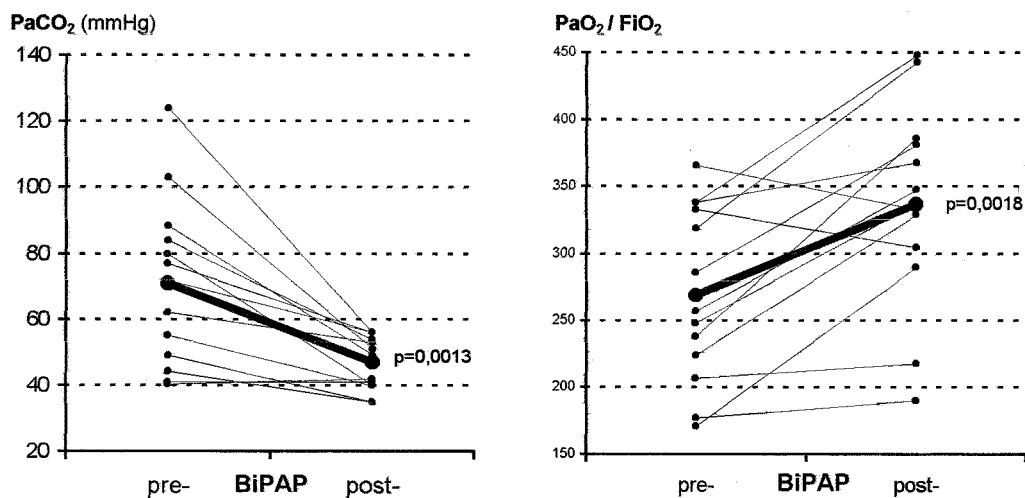 PaCO₂ (mmHg)
140
120
100
80
60
40
20
p=0,0013
pre- BiPAP post-
PaO₂ / FiO₂
450
400
350
300
250
200
150
p=0,0018
pre- BiPAP post-